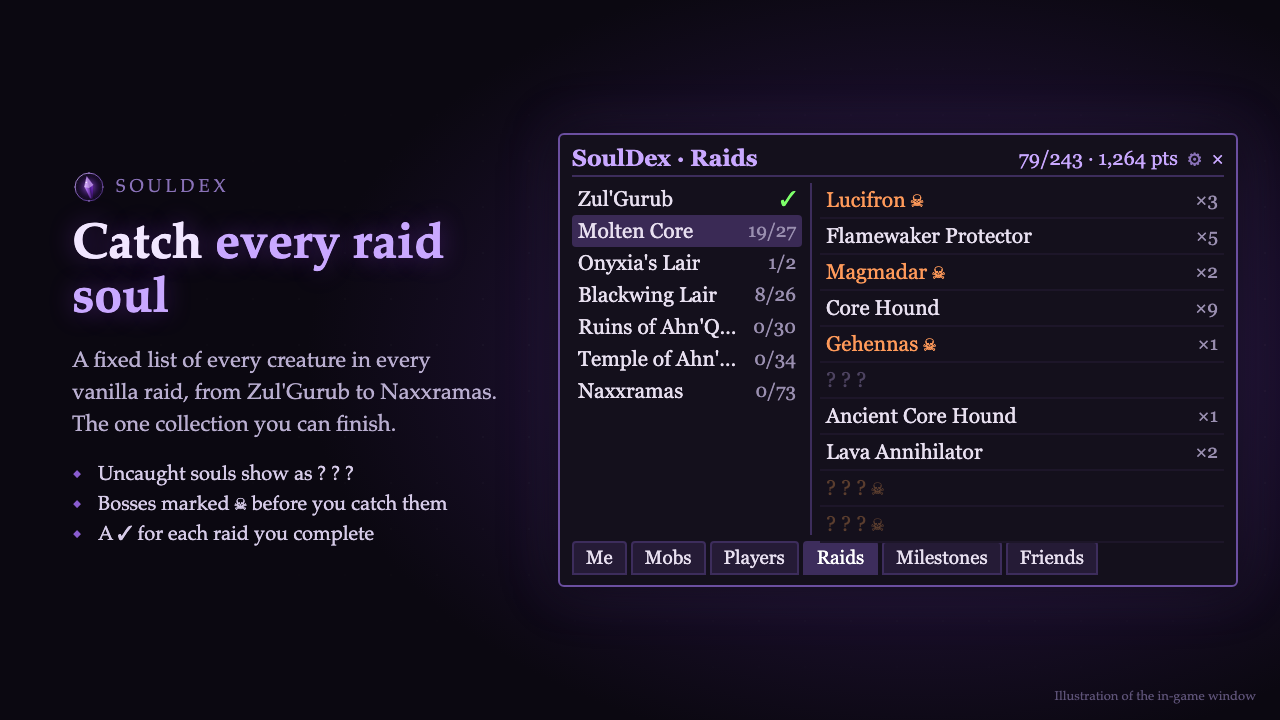 SOULDEX
Catch every raid
soul
A fixed list of every creature in every
vanilla raid, from Zul'Gurub to Naxxramas.
The one collection you can finish.
◆ Uncaught souls show as ? ? ?
◆ Bosses marked ☠ before you catch them
◆ A ✓ for each raid you complete
SoulDex · Raids
79/243 · 1,264 pts ⚙ ×
Zul'Gurub ✓
Molten Core 19/27
Onyxia's Lair 1/2
Blackwing Lair 8/26
Ruins of Ahn'Q... 0/30
Temple of Ahn'... 0/34
Naxxramas 0/73
Lucifron ☠ ×3
Flamewaker Protector ×5
Magmadar ☠ ×2
Core Hound ×9
Gehennas ☠ ×1
? ? ?
Ancient Core Hound ×1
Lava Annihilator ×2
? ? ? ☠
? ? ? ☠
Me Mobs Players Raids Milestones Friends
Illustration of the in-game window